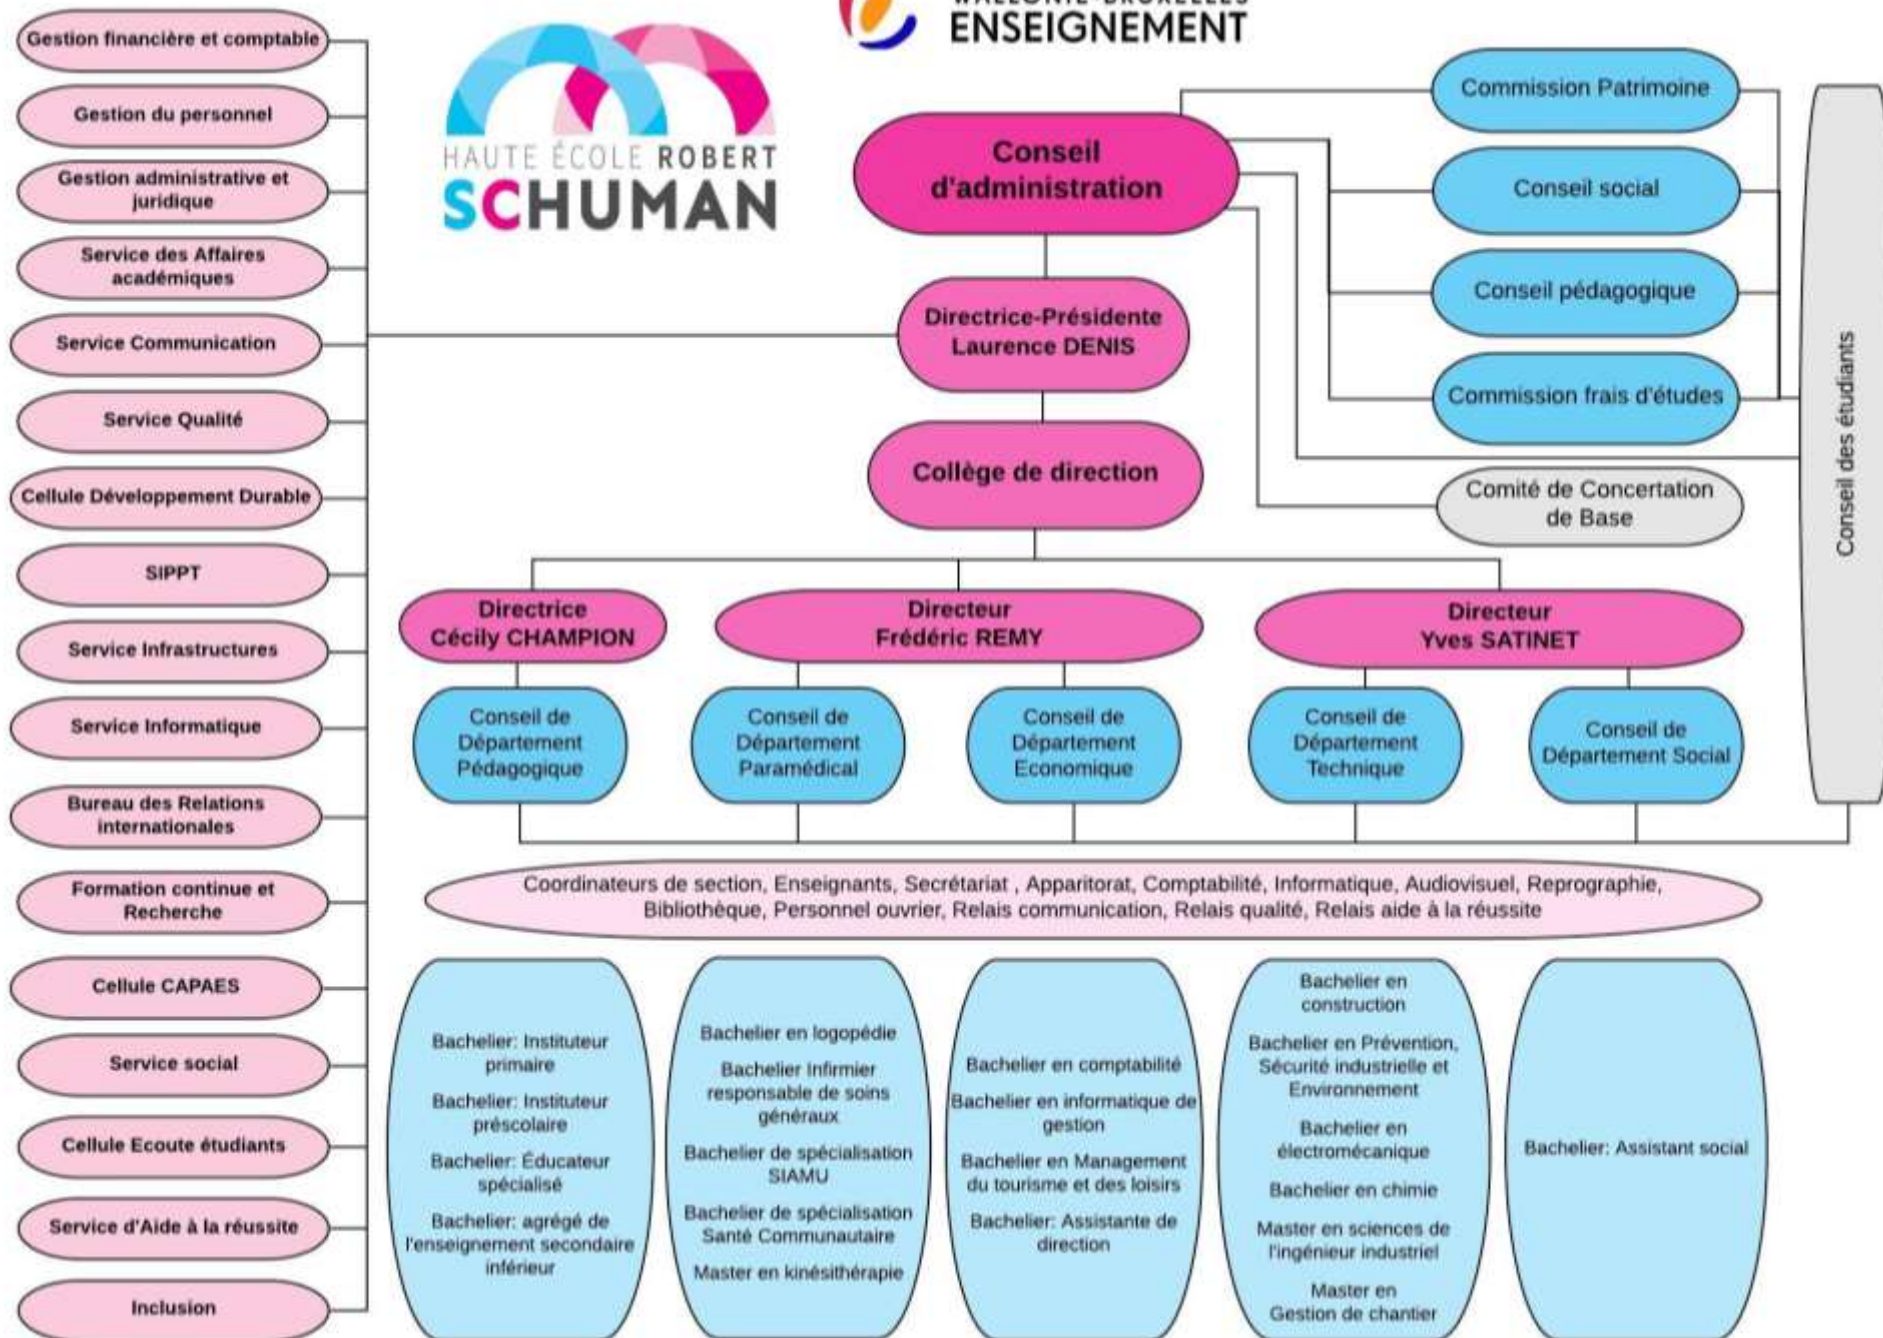 WALLONIE-BRUXELLES
ENSEIGNEMENT
HAUTE ÉCOLE ROBERT
SCHUMAN
Gestion financière et comptable
Gestion du personnel
Gestion administrative et
juridique
Service des Affaires
académiques
Service Communication
Service Qualité
Cellule Développement Durable
SIPPT
Service Infrastructures
Service Informatique
Bureau des Relations
internationales
Formation continue et
Recherche
Cellule CAPAES
Service social
Cellule Ecoute étudiants
Service d'Aide à la réussite
Inclusion
Conseil
d'administration
Directrice-Présidente
Laurence DENIS
Collège de direction
Commission Patrimoine
Conseil social
Conseil pédagogique
Commission frais d'études
Comité de Concertation
de Base
Conseil des étudiants
Directrice
Cécily CHAMPION
Directeur
Frédéric REMY
Directeur
Yves SATINET
Conseil de
Département
Pédagogique
Conseil de
Département
Paramédical
Conseil de
Département
Economique
Conseil de
Département
Technique
Conseil de
Département Social
Coordinateurs de section, Enseignants, Secrétariat , Apparitorat, Comptabilité, Informatique, Audiovisuel, Reprographie,
Bibliothèque, Personnel ouvrier, Relais communication, Relais qualité, Relais aide à la réussite
Bachelier: Instituteur
primaire
Bachelier: Instituteur
préscolaire
Bachelier: Éducateur
spécialisé
Bachelier: agrégé de
l'enseignement secondaire
inférieur
Bachelier en logopédie
Bachelier Infirmier
responsable de soins
généraux
Bachelier de spécialisation
SIAMU
Bachelier de spécialisation
Santé Communautaire
Master en kinésithérapie
Bachelier en comptabilité
Bachelier en informatique de
gestion
Bachelier en Management
du tourisme et des loisirs
Bachelier: Assistante de
direction
Bachelier en
construction
Bachelier en Prévention,
Sécurité industrielle et
Environnement
Bachelier en
électromécanique
Bachelier en chimie
Master en sciences de
l'ingénieur industriel
Master en
Gestion de chantier
Bachelier: Assistant social